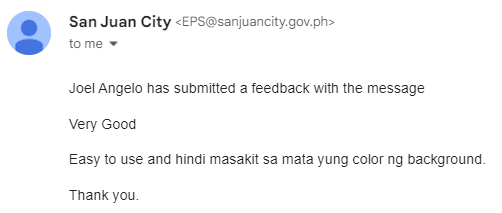 San Juan City <EPS@sanjuancity.gov.ph>
to me
Joel Angelo has submitted a feedback with the message
Very Good
Easy to use and hindi masakit sa mata yung color ng background.
Thank you.